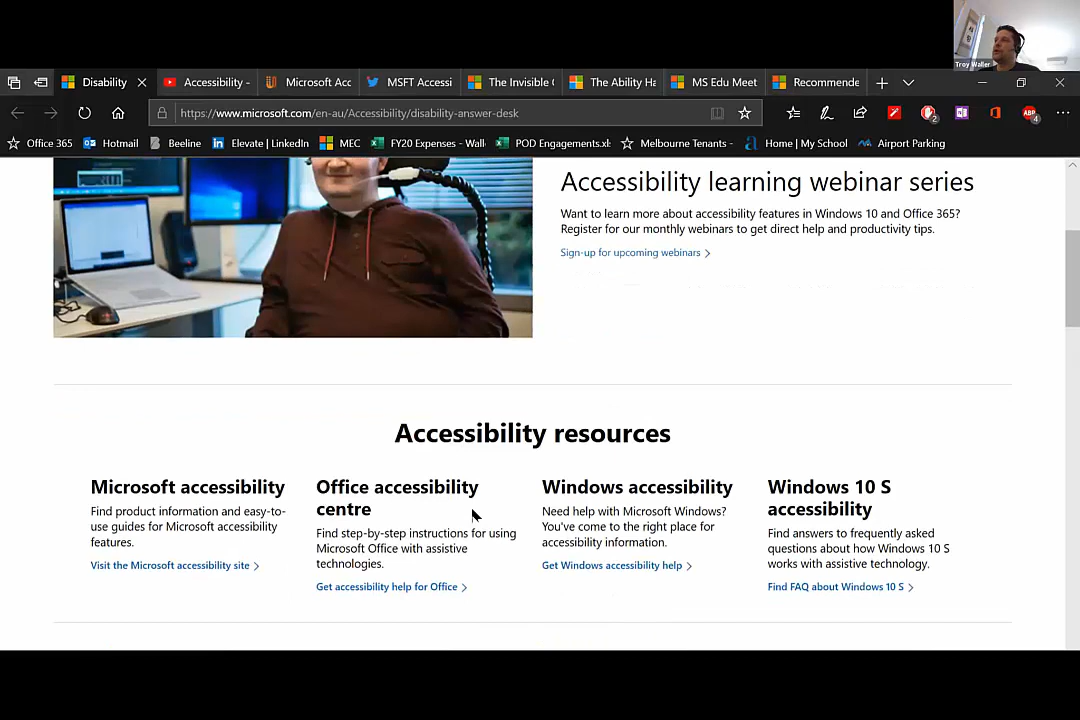 Troy Waller
Disability
Accessibility -
Microsoft Acc
MSFT Accessi
The Invisible
The Ability Ha
MS Edu Meet
Recommende
https://www.microsoft.com/en-au/Accessibility/disability-answer-desk
2
ABP
4
Office 365
Hotmail
Beeline
Elevate | LinkedIn
MEC
FY20 Expenses - Walle
POD Engagements.xls
Melbourne Tenants -
Home | My School
Airport Parking
Accessibility learning webinar series
Want to learn more about accessibility features in Windows 10 and Office 365?
Register for our monthly webinars to get direct help and productivity tips.
Sign-up for upcoming webinars
Accessibility resources
Microsoft accessibility
Find product information and easy-to-
use guides for Microsoft accessibility
features.
Visit the Microsoft accessibility site
Office accessibility
centre
Find step-by-step instructions for using
Microsoft Office with assistive
technologies.
Get accessibility help for Office
Windows accessibility
Need help with Microsoft Windows?
You've come to the right place for
accessibility information.
Get Windows accessibility help
Windows 10 S
accessibility
Find answers to frequently asked
questions about how Windows 10 S
works with assistive technology.
Find FAQ about Windows 10 S